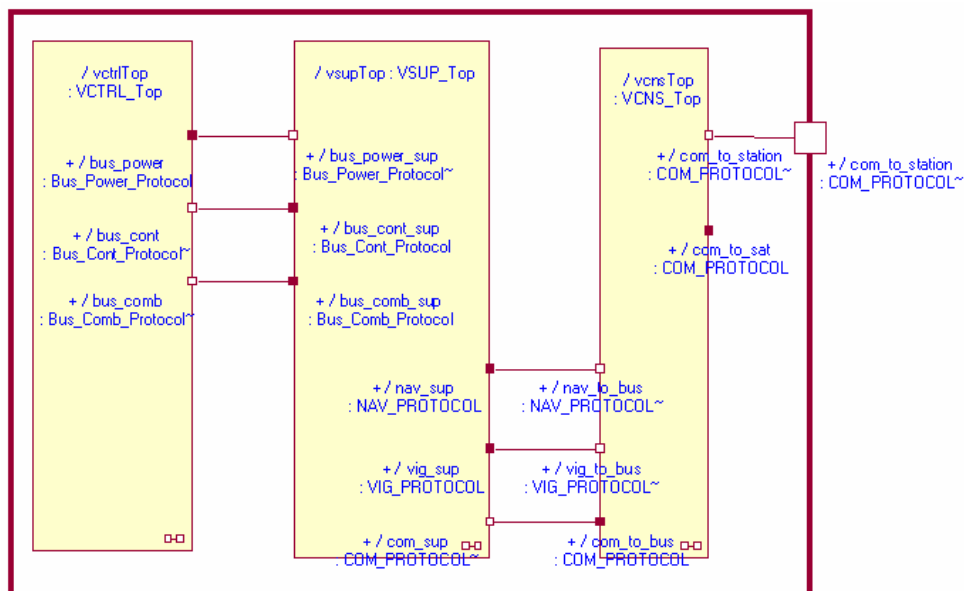 / vctrlTop
: VCTRL_Top
+ / bus_power
: Bus_Power_Protocol
+ / bus_cont
: Bus_Cont_Protocol~
+ / bus_comb
: Bus_Comb_Protocol~
/ vsupTop : VSUP_Top
+ / bus_power_sup
: Bus_Power_Protocol~
+ / bus_cont_sup
: Bus_Cont_Protocol
+ / bus_comb_sup
: Bus_Comb_Protocol
+ / nav_sup
: NAV_PROTOCOL
+ / vig_sup
: VIG_PROTOCOL
+ / com_sup
: COM_PROTOCOL~
/ vcnsTop
: VCNS_Top
+ / com_to_station
: COM_PROTOCOL~
+ / com_to_sat
: COM_PROTOCOL
+ / nav_to_bus
: NAV_PROTOCOL~
+ / vig_to_bus
: VIG_PROTOCOL~
+ / com_to_bus
: COM_PROTOCOL
+ / com_to_station
: COM_PROTOCOL~